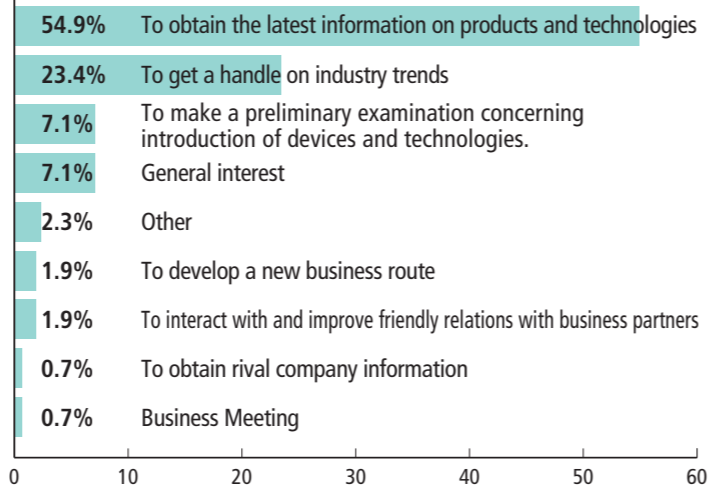 54.9% To obtain the latest information on products and technologies
23.4% To get a handle on industry trends
7.1% To make a preliminary examination concerning
introduction of devices and technologies.
7.1% General interest
2.3% Other
1.9% To develop a new business route
1.9% To interact with and improve friendly relations with business partners
0.7% To obtain rival company information
0.7% Business Meeting
0 10 20 30 40 50 60